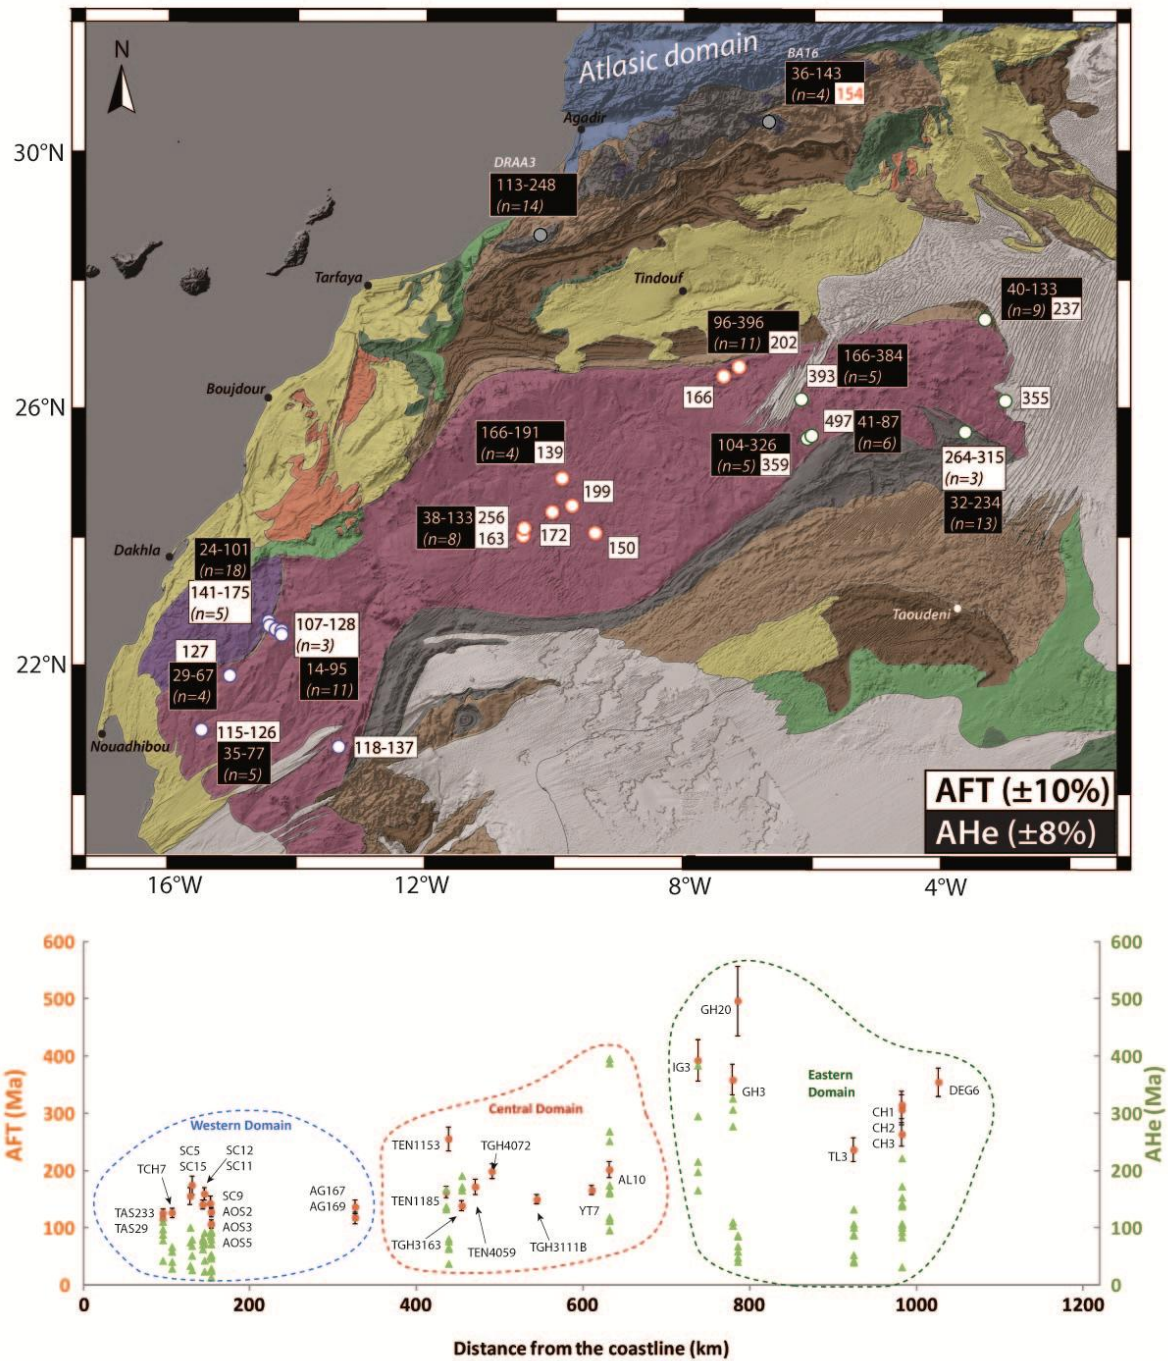 N
Atlasic domain
BA16
36-143
(n=4) 154
Agadir
30°N
DRAA3
113-248
(n=14)
Tarfaya
Tindouf
40-133
(n=9) 237
96-396
(n=11) 202
166-384
(n=5)
393
166
355
26°N
Boujdour
497
41-87
(n=6)
166-191
(n=4) 139
104-326
(n=5) 359
264-315
(n=3)
32-234
(n=13)
199
38-133 256
(n=8) 163
172
150
Dakhla
24-101
(n=18)
141-175
(n=5)
107-128
(n=3)
14-95
(n=11)
Taoudeni
22°N
127
29-67
(n=4)
115-126
35-77
(n=5)
118-137
Nouadhibou
AFT (±10%)
AHe (±8%)
16°W
12°W
8°W
4°W
600
500
400
300
200
100
0
AFT (Ma)
600
500
400
300
200
100
0
AHe (Ma)
Western Domain
Central Domain
Eastern
Domain
TCH7
SC5
SC15
SC12
SC11
TAS233
TAS29
SC9
AOS2
AOS3
AOS5
AG167
AG169
TEN1153
TGH4072
TEN1185
TGH3163
TEN4059
TGH3111B
YT7
AL10
GH20
IG3
GH3
CH1
CH2
CH3
TL3
DEG6
0
200
400
600
800
1000
1200
Distance from the coastline (km)